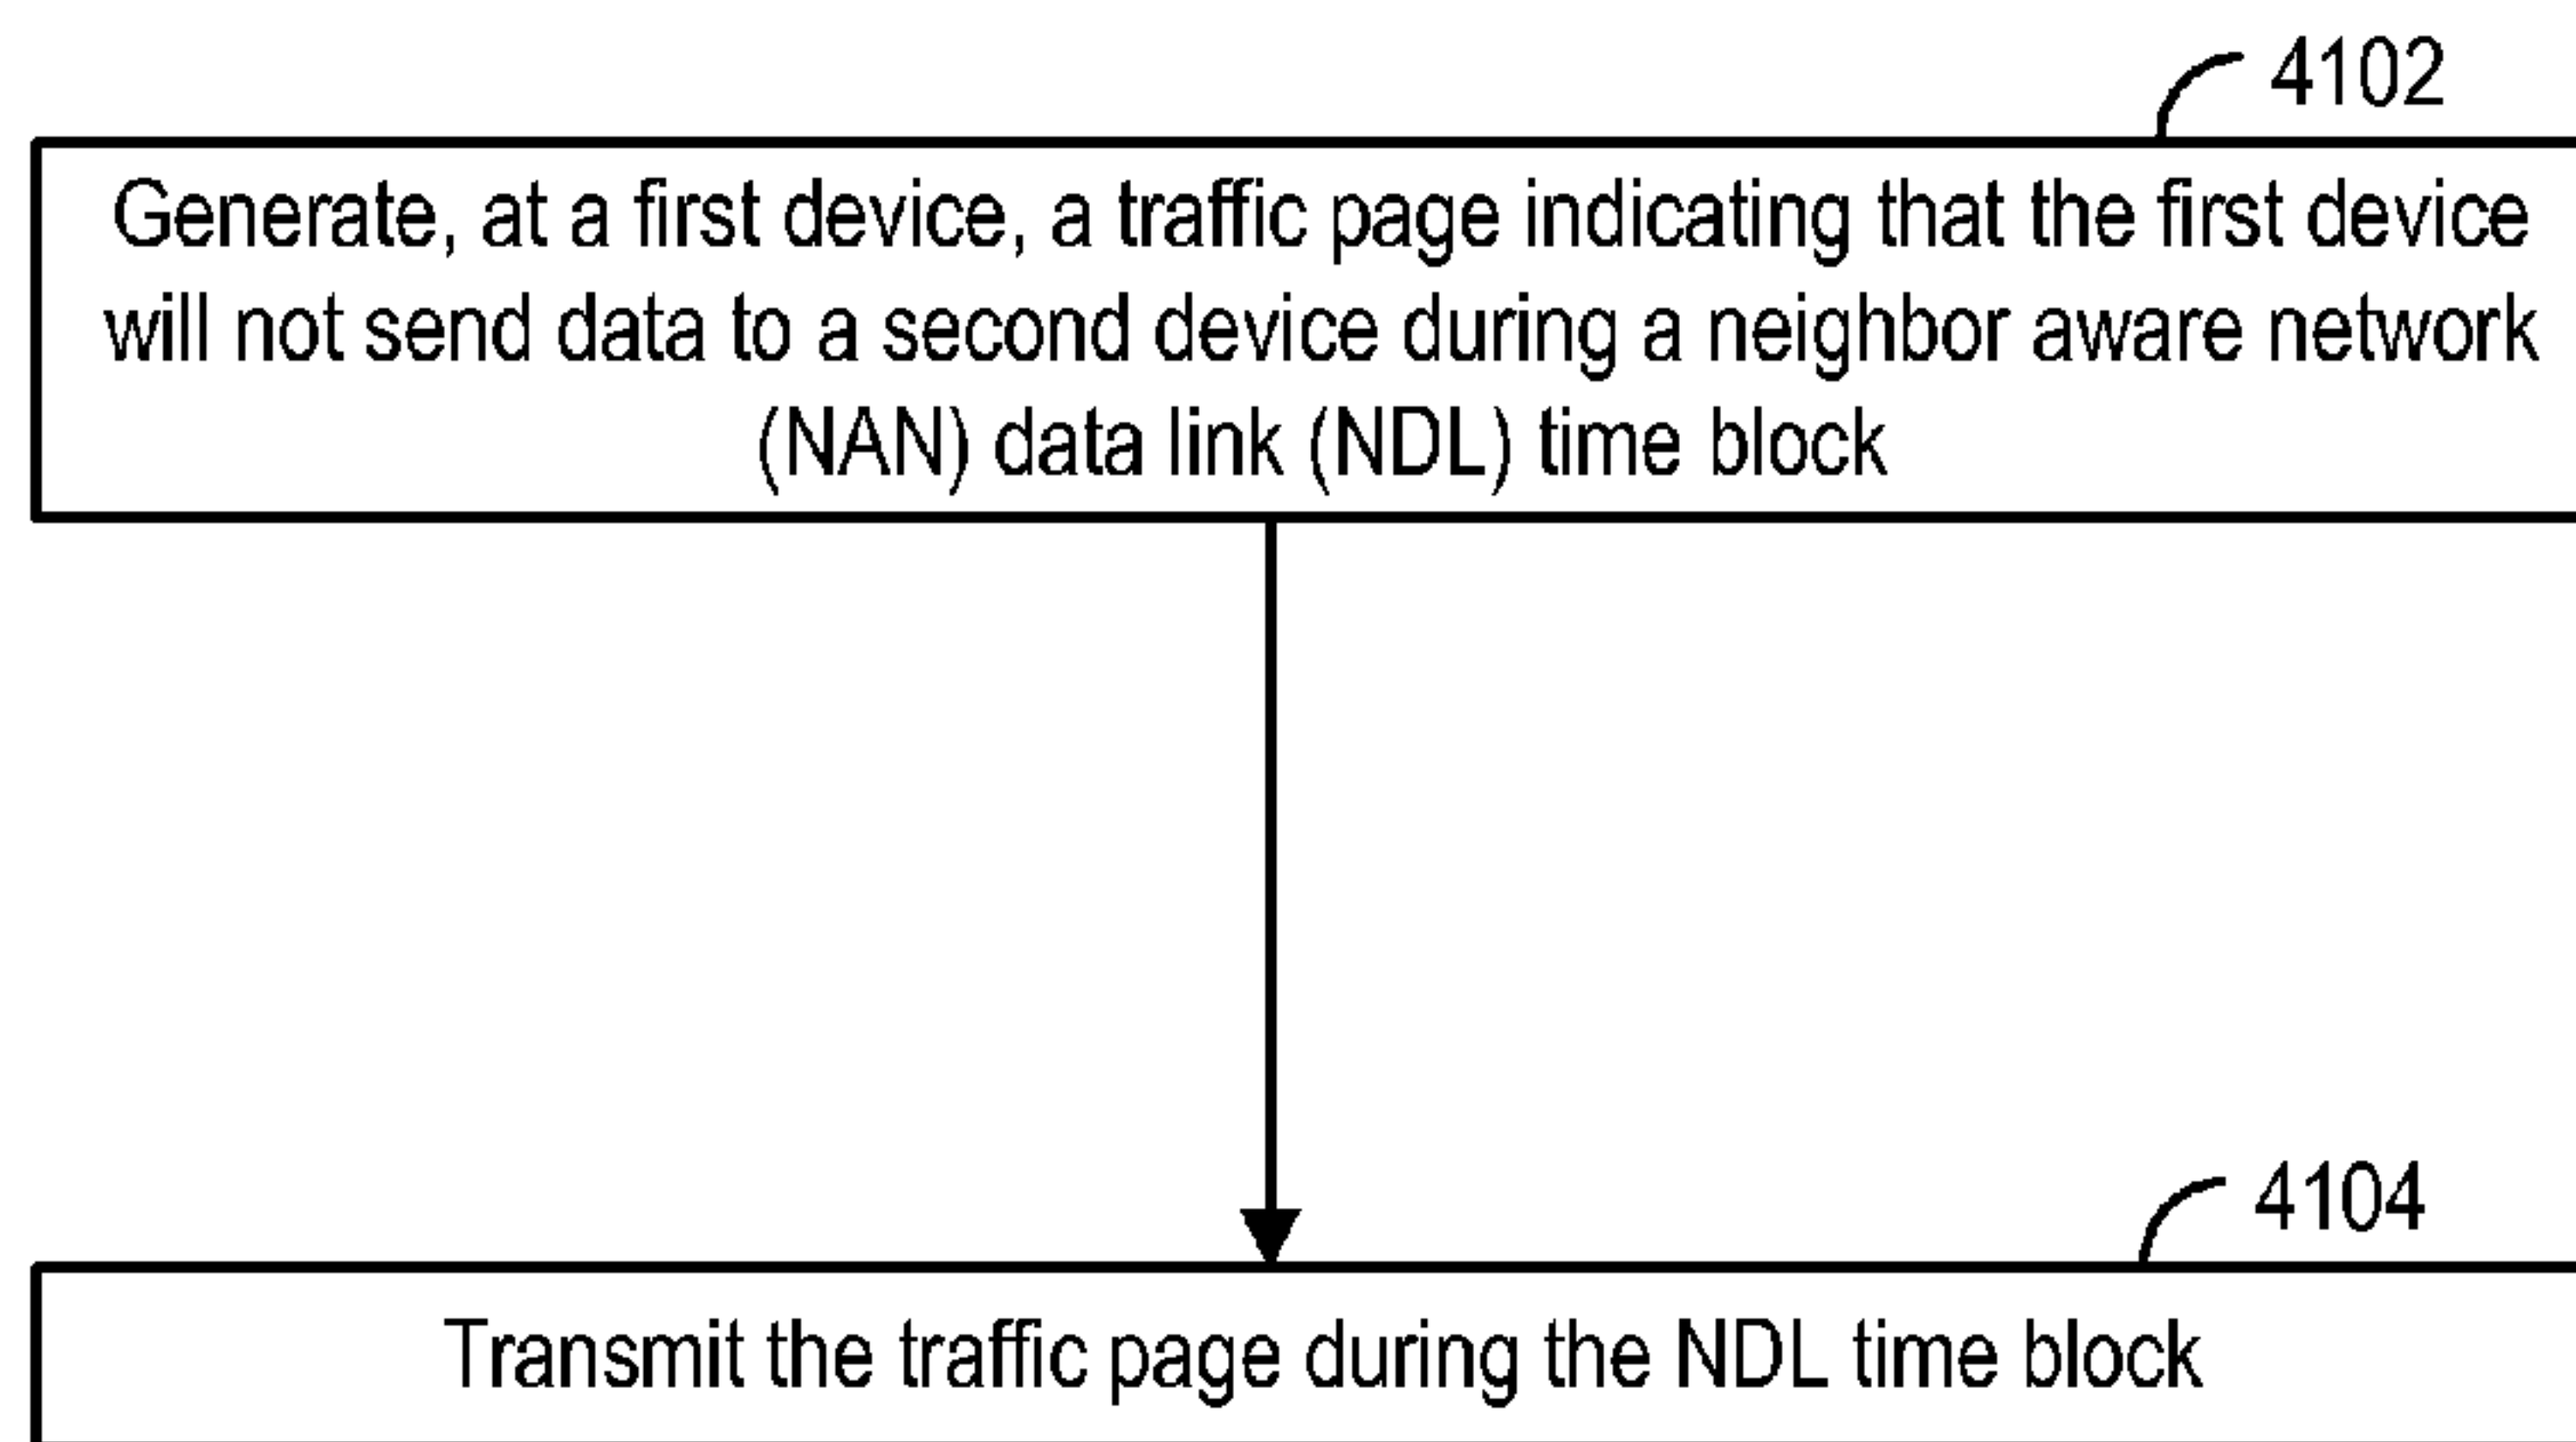 4102
Generate, at a first device, a traffic page indicating that the first device
will not send data to a second device during a neighbor aware network
(NAN) data link (NDL) time block
4104
Transmit the traffic page during the NDL time block